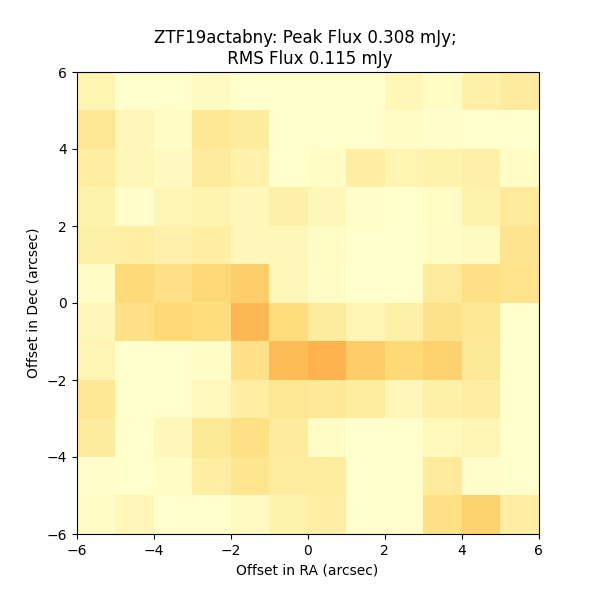 ZTF19actabny: Peak Flux 0.308 mJy;
RMS Flux 0.115 mJy
6
4
2
0
−2
−4
−6
Offset in Dec (arcsec)
−6 −4 −2 0 2 4 6
Offset in RA (arcsec)